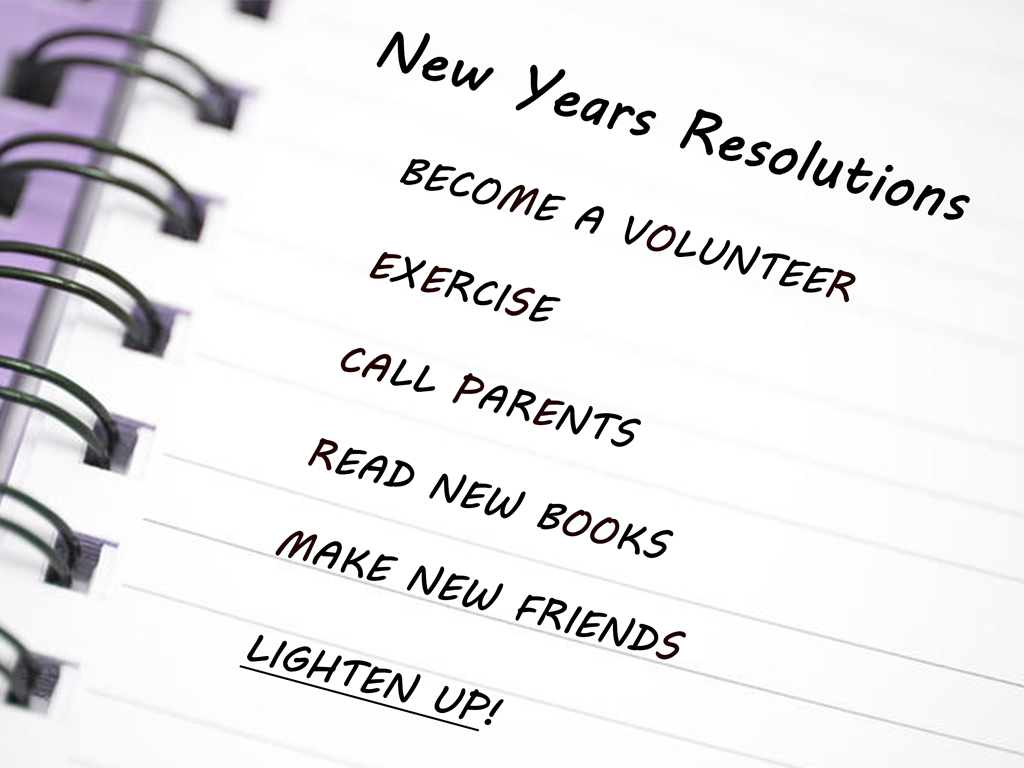 New Years Resolutions
BECOME A VOLUNTEER
EXERCISE
CALL PARENTS
READ NEW BOOKS
MAKE NEW FRIENDS
LIGHTEN UP!